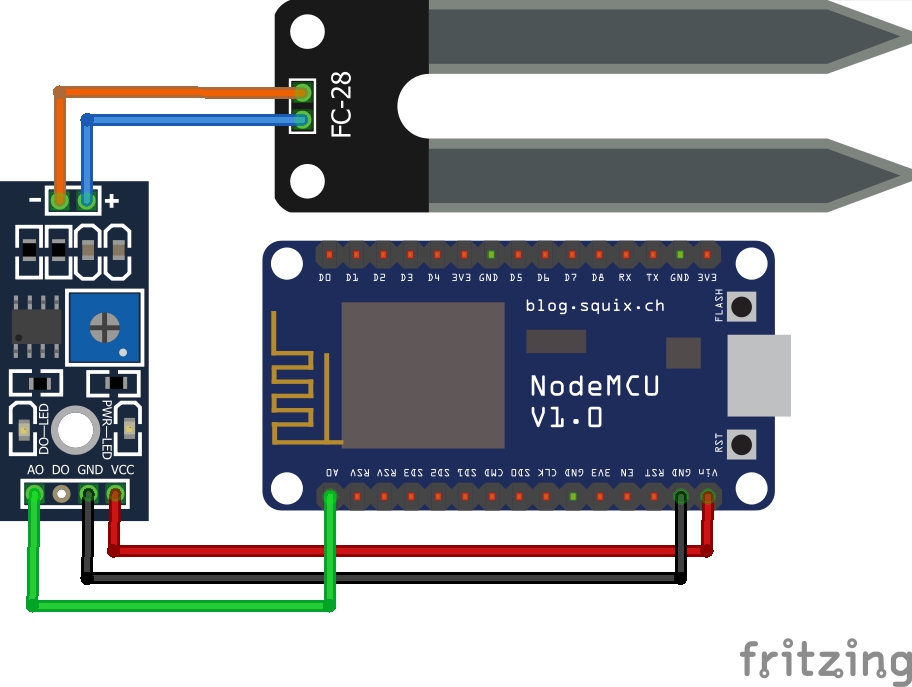 FC-28
- +
D0 D1 D2 D3 D4 3V3 GND D5 D6 D7 D8 RX TX GND 3V3
blog.squix.ch
FLASH
NodeMCU
V1.0
DO-LED
PWR-LED
RST
AO DO GND VCC
A0 RSV RSV SD3 SD2 SD1 CMD SD0 CLK GND 3V3 EN RST GND Vin
fritzing